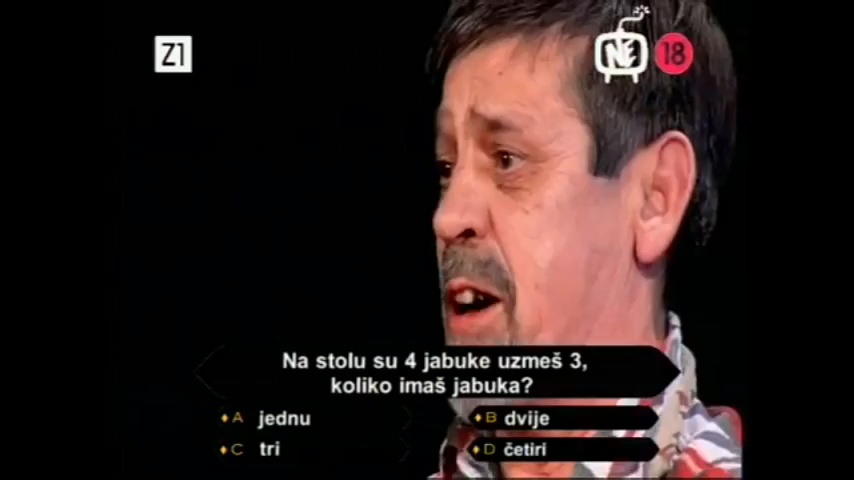 Z1
NE
18
Na stolu su 4 jabuke uzmeš 3,
koliko imaš jabuka?
A jednu
B dvije
C tri
D četiri